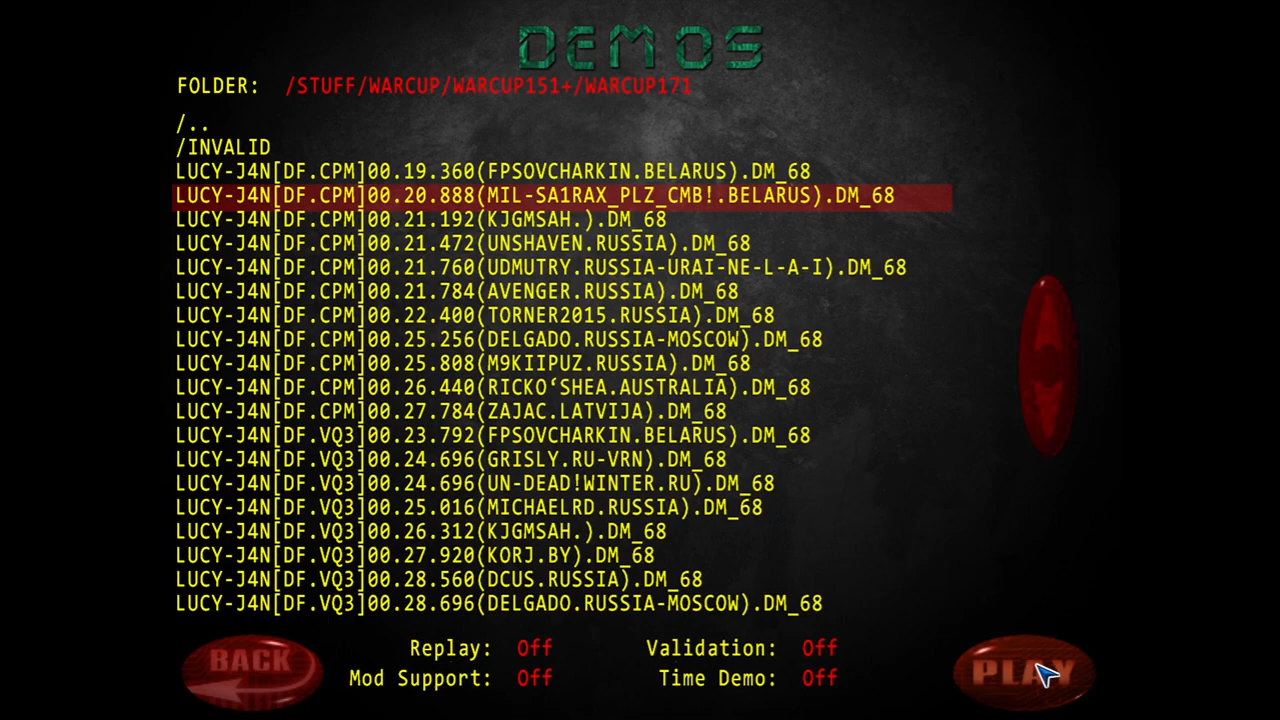 DEMOS
FOLDER: /STUFF/WARCUP/WARCUP151+/WARCUP171
/..
/INVALID
LUCY-J4N[DF.CPM]00.19.360(FPSOVCHARKIN.BELARUS).DM_68
LUCY-J4N[DF.CPM]00.20.888(MIL-SA1RAX_PLZ_CMB!.BELARUS).DM_68
LUCY-J4N[DF.CPM]00.21.192(KJGMSAH.).DM_68
LUCY-J4N[DF.CPM]00.21.472(UNSHAVEN.RUSSIA).DM_68
LUCY-J4N[DF.CPM]00.21.760(UDMUTRY.RUSSIA-URAI-NE-L-A-I).DM_68
LUCY-J4N[DF.CPM]00.21.784(AVENGER.RUSSIA).DM_68
LUCY-J4N[DF.CPM]00.22.400(TORNER2015.RUSSIA).DM_68
LUCY-J4N[DF.CPM]00.25.256(DELGADO.RUSSIA-MOSCOW).DM_68
LUCY-J4N[DF.CPM]00.25.808(M9KIIPUZ.RUSSIA).DM_68
LUCY-J4N[DF.CPM]00.26.440(RICKO‘SHEA.AUSTRALIA).DM_68
LUCY-J4N[DF.CPM]00.27.784(ZAJAC.LATVIJA).DM_68
LUCY-J4N[DF.VQ3]00.23.792(FPSOVCHARKIN.BELARUS).DM_68
LUCY-J4N[DF.VQ3]00.24.696(GRISLY.RU-VRN).DM_68
LUCY-J4N[DF.VQ3]00.24.696(UN-DEAD!WINTER.RU).DM_68
LUCY-J4N[DF.VQ3]00.25.016(MICHAELRD.RUSSIA).DM_68
LUCY-J4N[DF.VQ3]00.26.312(KJGMSAH.).DM_68
LUCY-J4N[DF.VQ3]00.27.920(KORJ.BY).DM_68
LUCY-J4N[DF.VQ3]00.28.560(DCUS.RUSSIA).DM_68
LUCY-J4N[DF.VQ3]00.28.696(DELGADO.RUSSIA-MOSCOW).DM_68
Replay: Off Validation: Off
Mod Support: Off Time Demo: Off
BACK PLAY